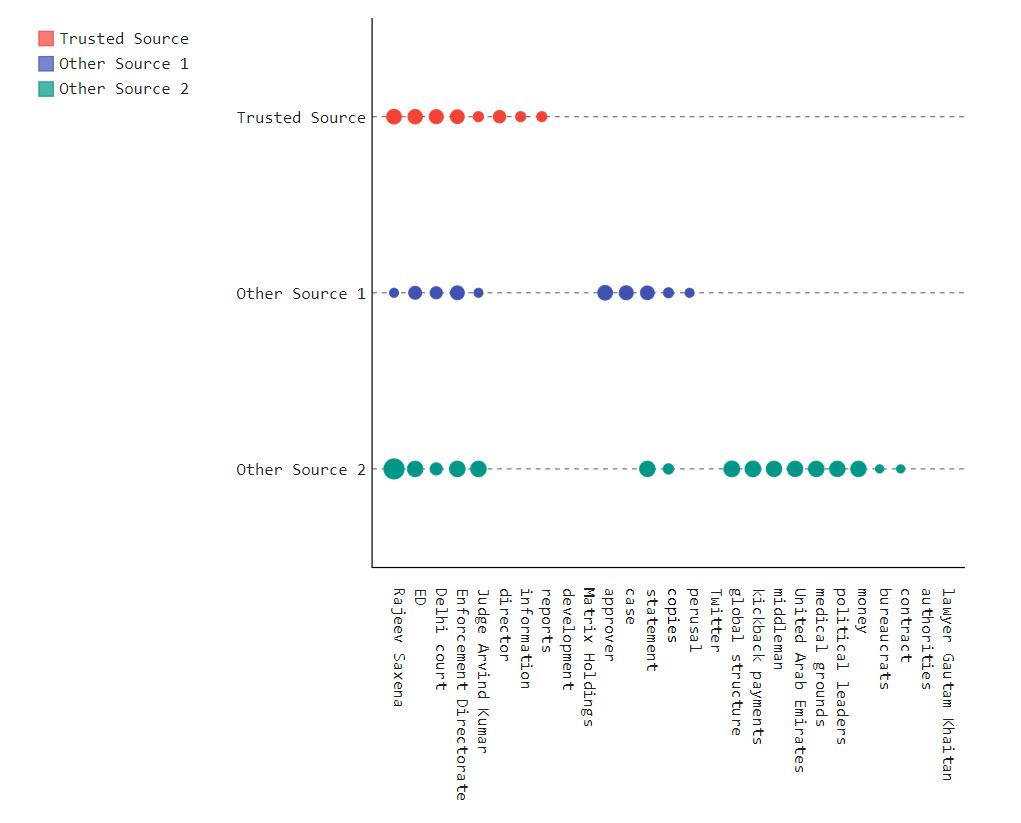 Trusted Source
Other Source 1
Other Source 2
Trusted Source
Other Source 1
Other Source 2
Rajeev Saxena
ED
Delhi court
Enforcement Directorate
Judge Arvind Kumar
director
information
reports
development
Matrix Holdings
approver
case
statement
copies
perusal
Twitter
global structure
kickback payments
middleman
United Arab Emirates
medical grounds
political leaders
money
bureaucrats
contract
authorities
lawyer Gautam Khaitan